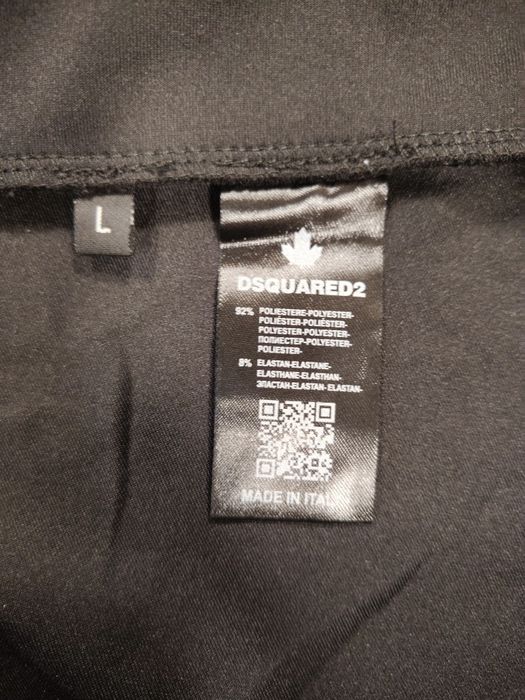 L
DSQUARED2
92% POLIESTERE-POLYESTER-
POLIÉSTER-POLIÉSTER-
POLYESTER-POLYESTER-
ПОЛИЕСТЕР-POLYESTER-
POLIESTER-
8% ELASTAN-ELASTANE-
ELASTHANE-ELASTHAN-
ЭЛАСТАН-ELASTAN- ELASTAN-
MADE IN ITALY